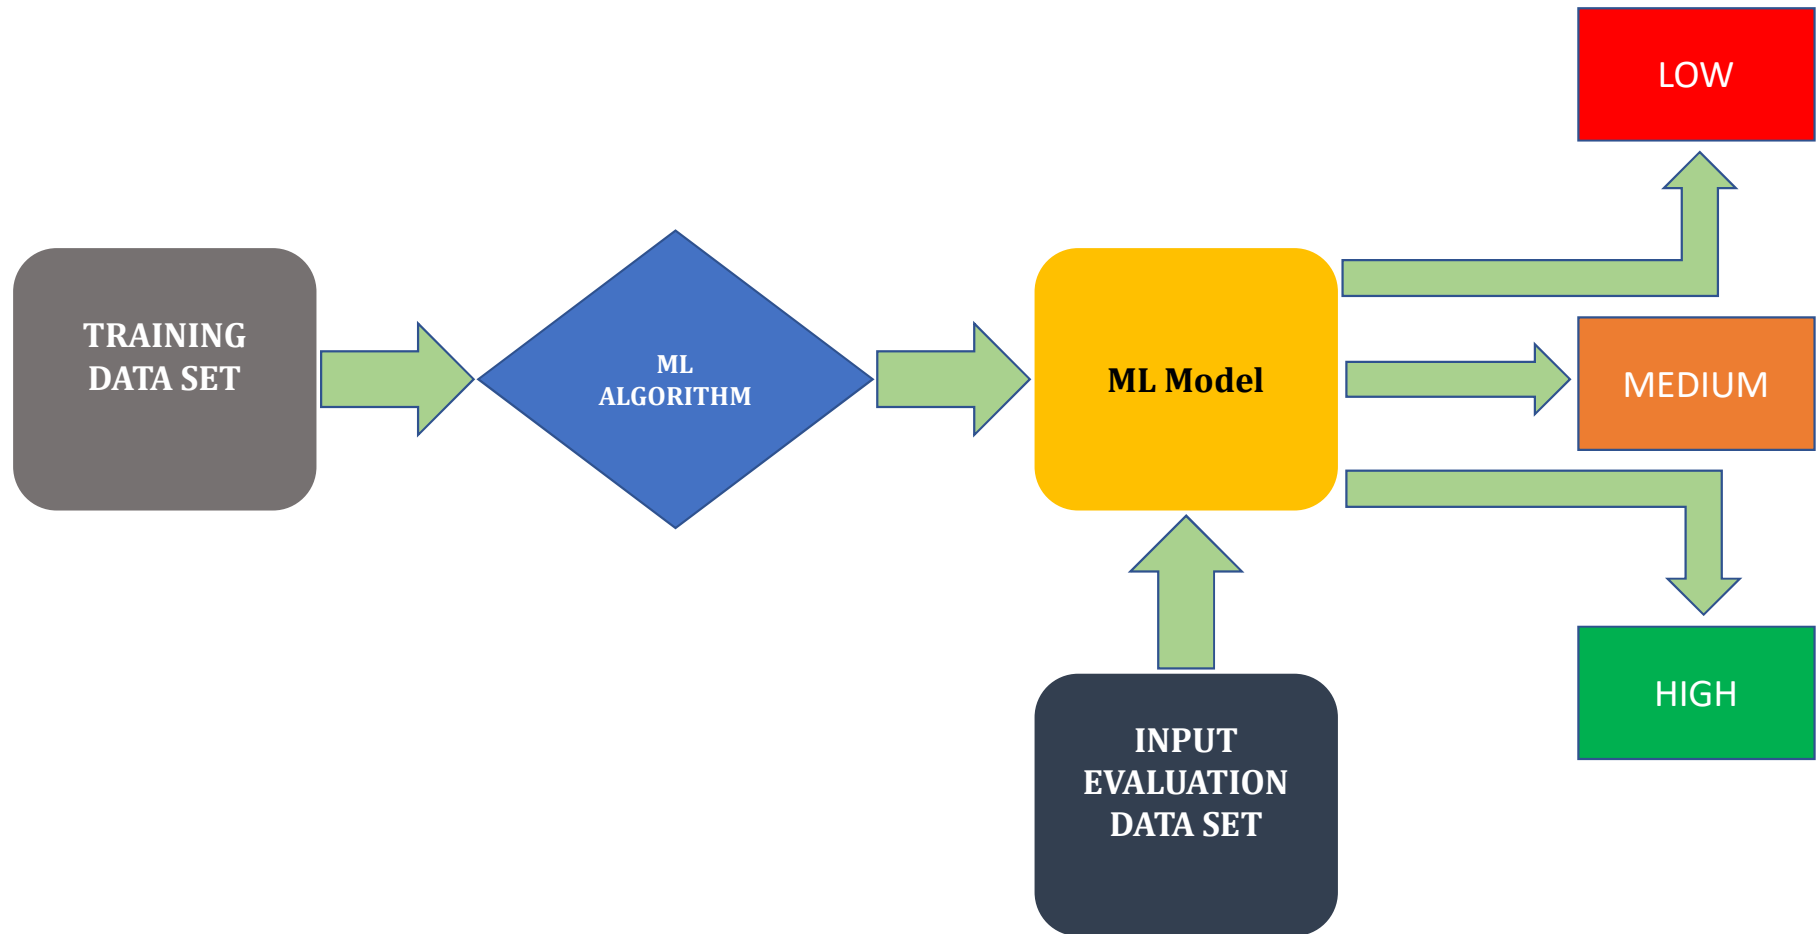 TRAINING
DATA SET
ML
ALGORITHM
ML Model
INPUT
EVALUATION
DATA SET
LOW
MEDIUM
HIGH